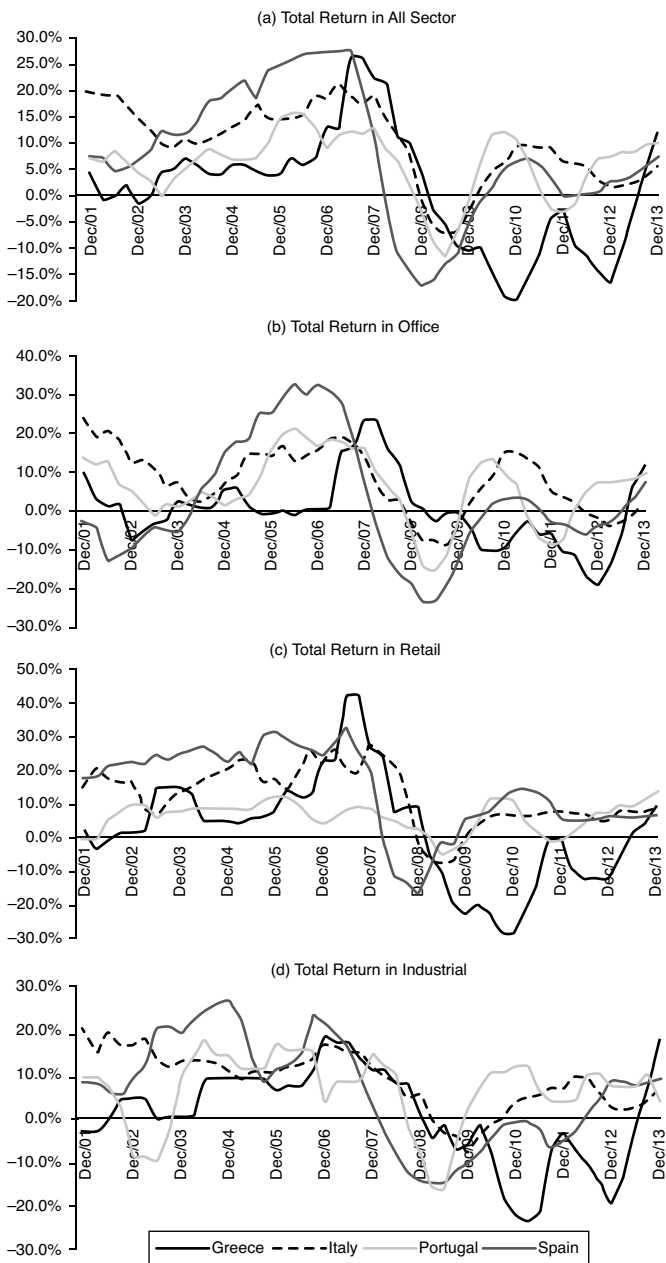 (a) Total Return in All Sector
30.0%
25.0%
20.0%
15.0%
10.0%
5.0%
0.0%
–5.0%
–10.0%
–15.0%
–20.0%
Dec/01
Dec/02
Dec/03
Dec/04
Dec/05
Dec/06
Dec/07
Dec/08
Dec/09
Dec/10
Dec/11
Dec/12
Dec/13
(b) Total Return in Office
40.0%
30.0%
20.0%
10.0%
0.0%
–10.0%
–20.0%
–30.0%
Dec/01
Dec/02
Dec/03
Dec/04
Dec/05
Dec/06
Dec/07
Dec/08
Dec/09
Dec/10
Dec/11
Dec/12
Dec/13
(c) Total Return in Retail
50.0%
40.0%
30.0%
20.0%
10.0%
0.0%
–10.0%
–20.0%
–30.0%
Dec/01
Dec/02
Dec/03
Dec/04
Dec/05
Dec/06
Dec/07
Dec/08
Dec/09
Dec/10
Dec/11
Dec/12
Dec/13
(d) Total Return in Industrial
30.0%
20.0%
10.0%
0.0%
–10.0%
–20.0%
–30.0%
Dec/01
Dec/02
Dec/03
Dec/04
Dec/05
Dec/06
Dec/07
Dec/08
Dec/09
Dec/10
Dec/11
Dec/12
Dec/13
Greece Italy Portugal Spain